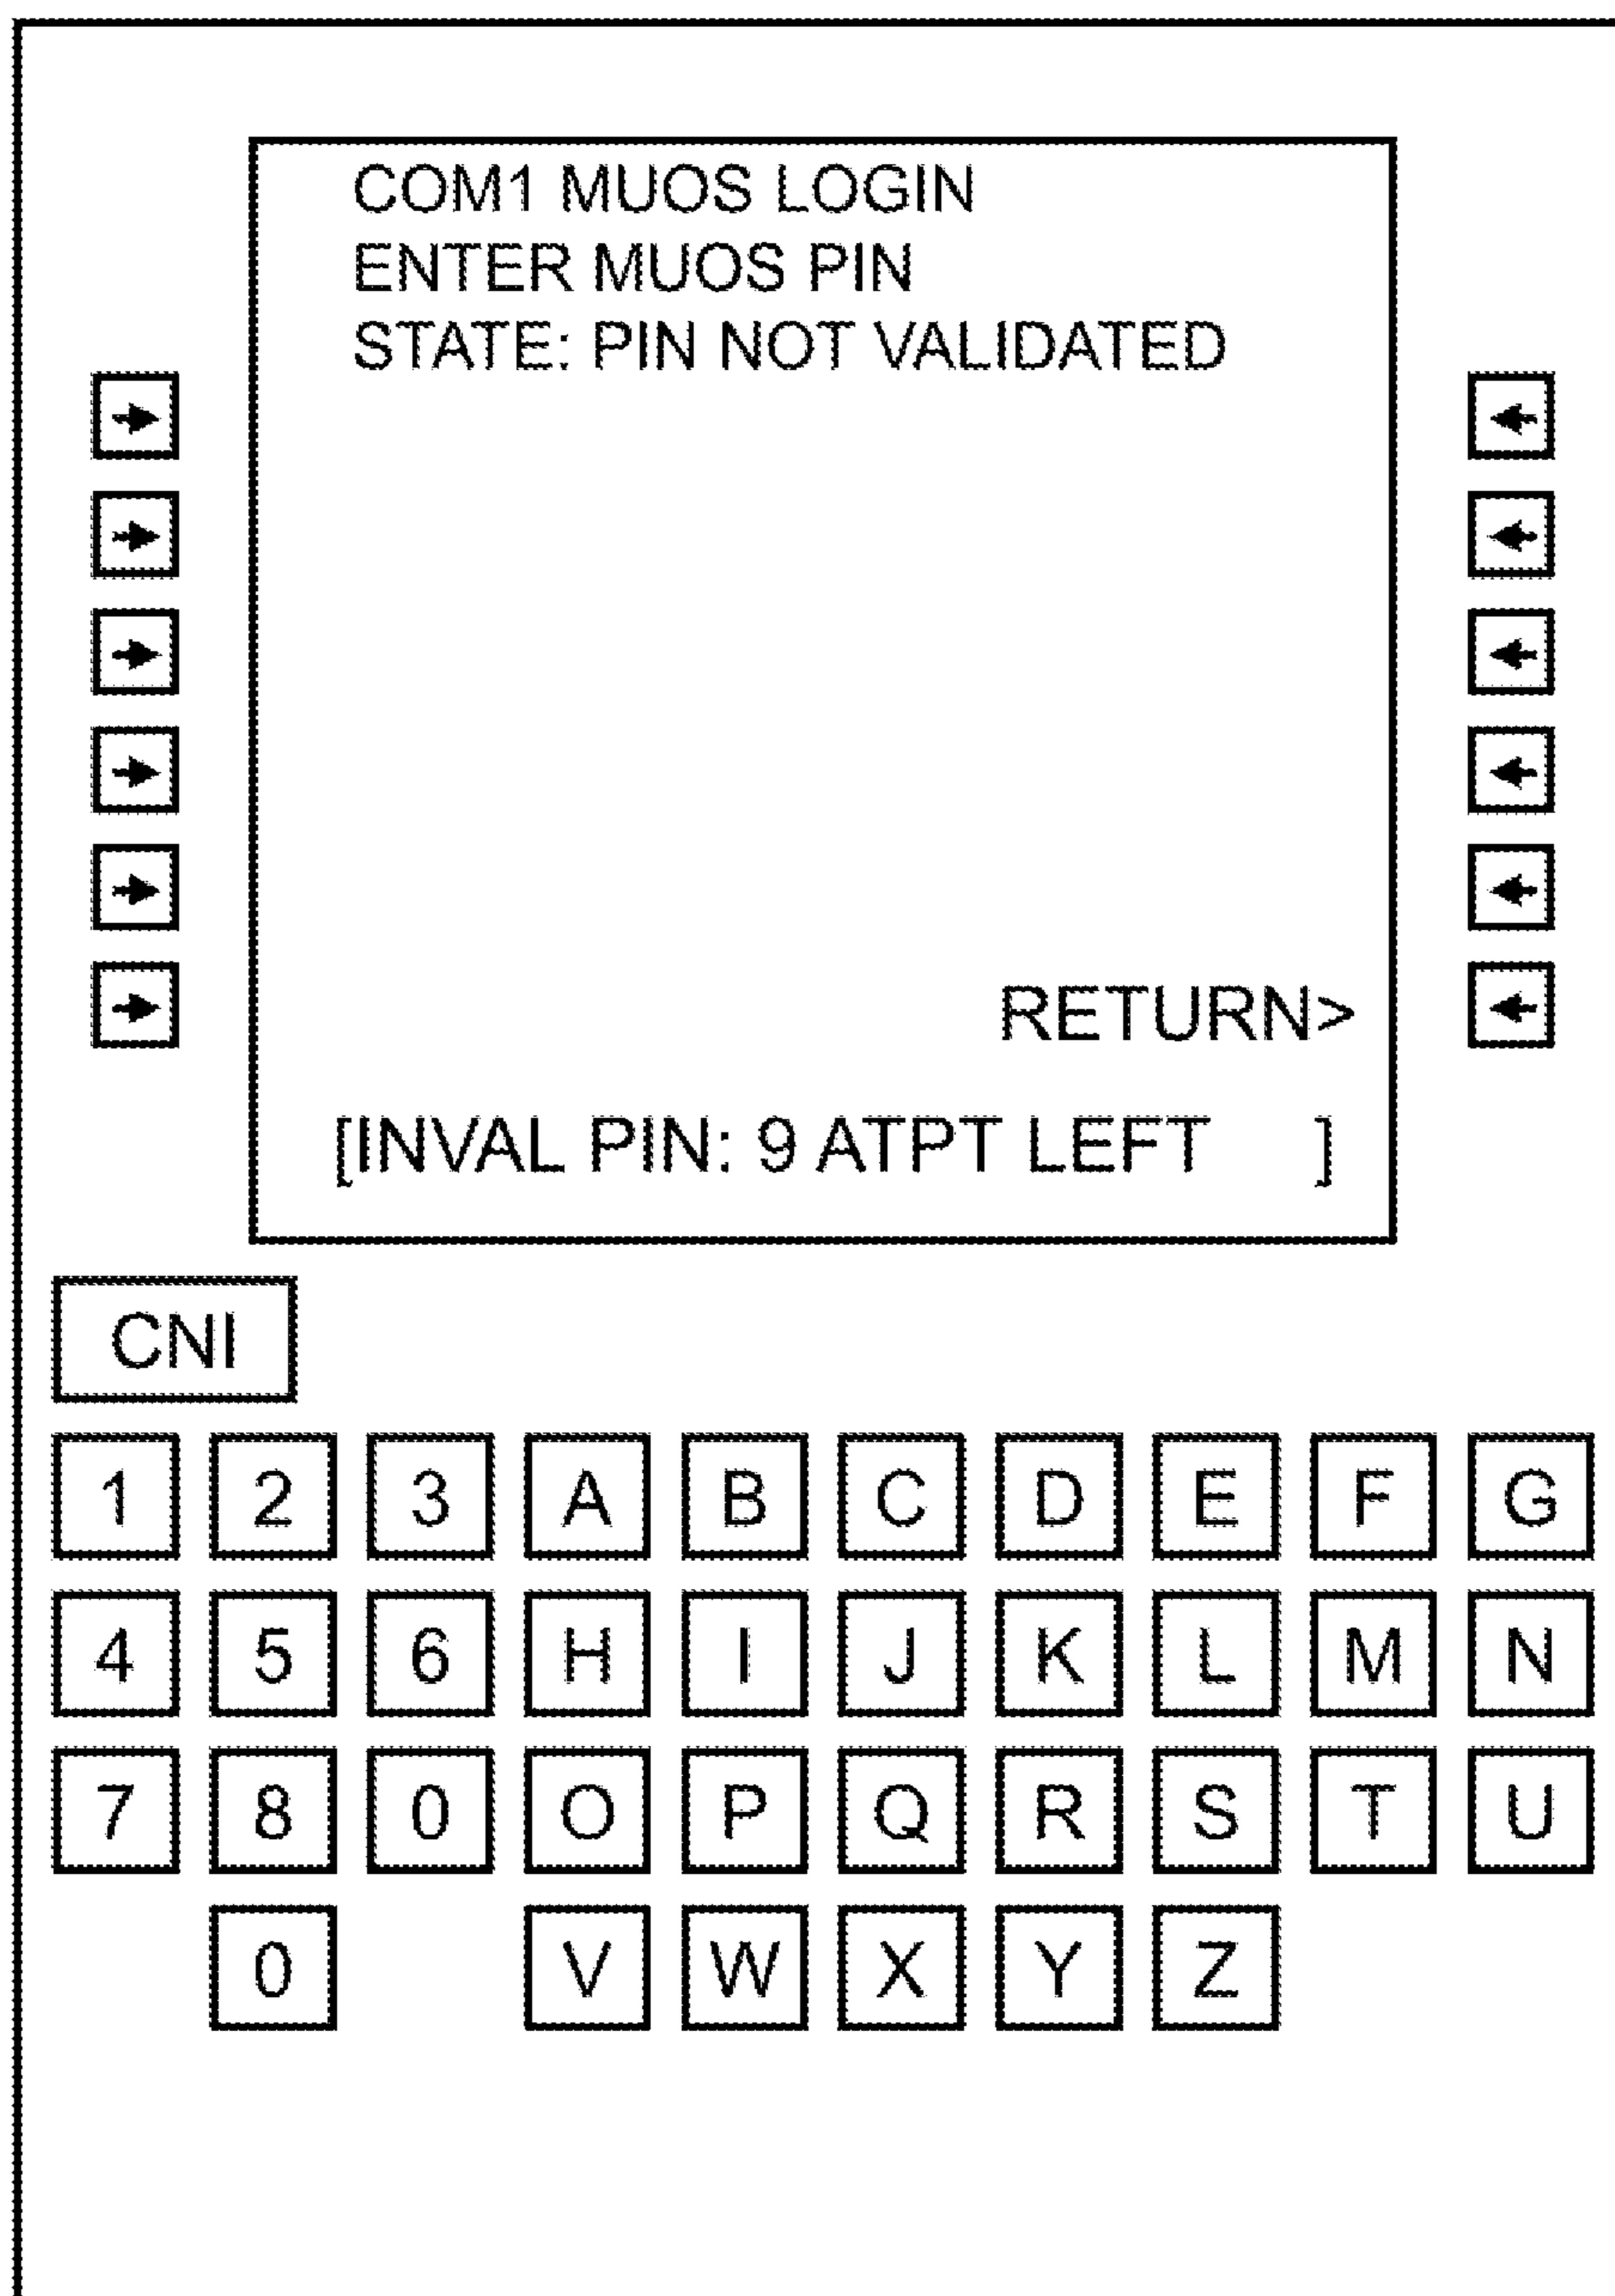 COM1 MUOS LOGIN
ENTER MUOS PIN
STATE: PIN NOT VALIDATED
RETURN>
[INVAL PIN: 9 ATPT LEFT ]
CNI
1 2 3 A B C D E F G
4 5 6 H I J K L M N
7 8 0 O P Q R S T U
0 V W X Y Z